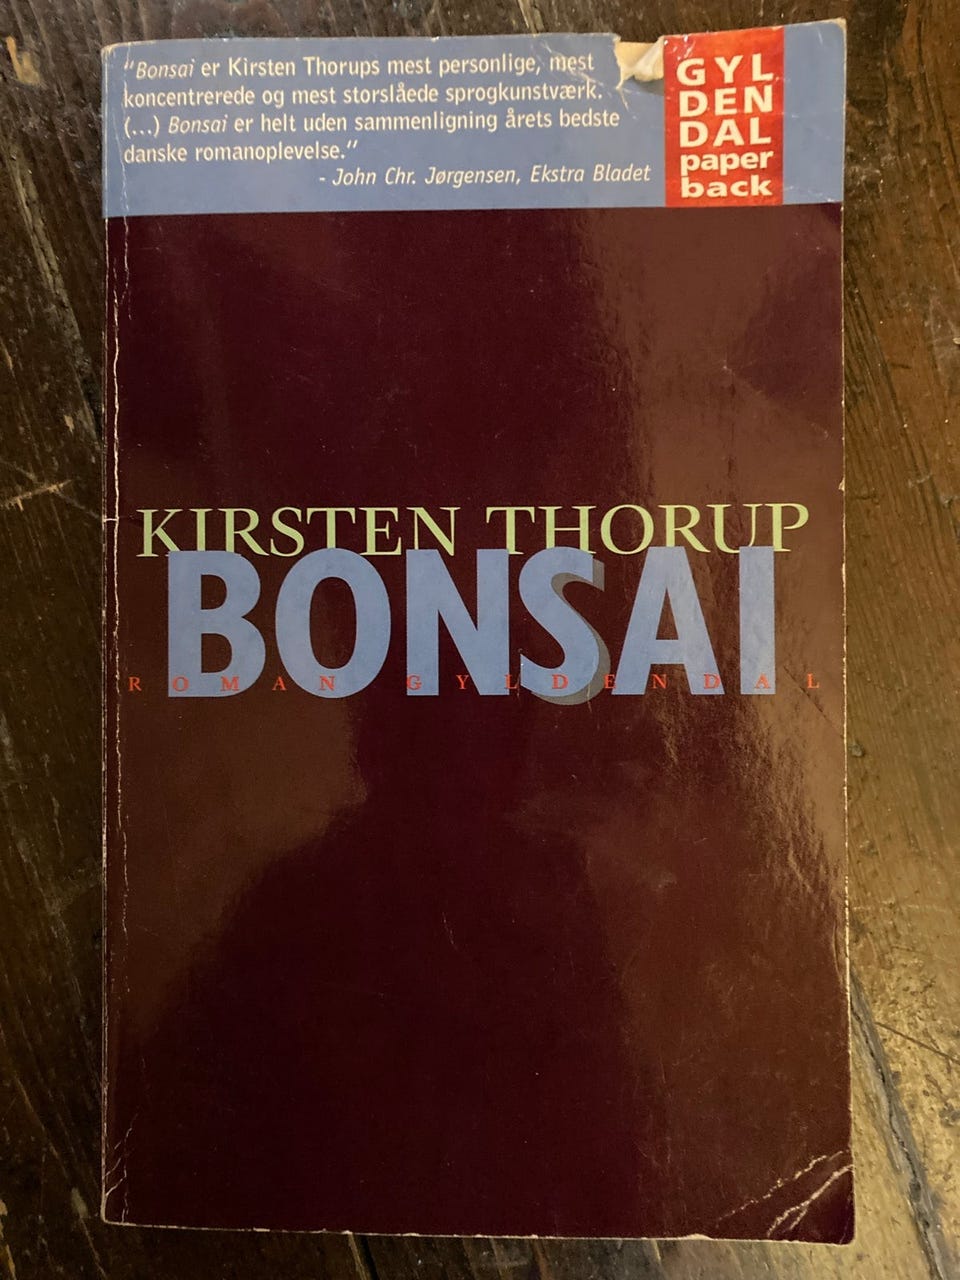 "Bonsai er Kirsten Thorups mest personlige, mest
koncentrerede og mest storslåede sprogkunstværk.
(...) Bonsai er helt uden sammenligning årets bedste
danske romanoplevelse."
- John Chr. Jørgensen, Ekstra Bladet
GYL
DEN
DAL
paper
back
KIRSTEN THORUP
BONSAI
ROMAN GYLDENDAL